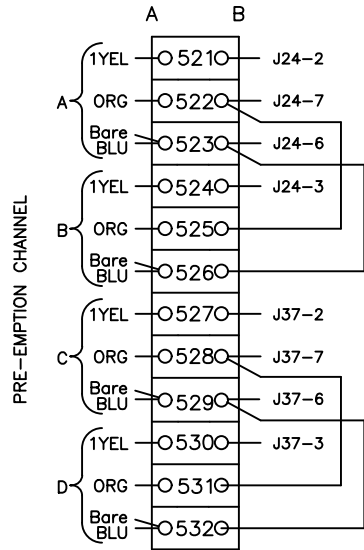 A B
1YEL 521 J24-2
A ORG 522 J24-7
Bare
BLU 523 J24-6
1YEL 524 J24-3
B ORG 525
Bare
BLU 526
PRE-EMPTION CHANNEL
1YEL 527 J37-2
C ORG 528 J37-7
Bare
BLU 529 J37-6
1YEL 530 J37-3
D ORG 531
Bare
BLU 532